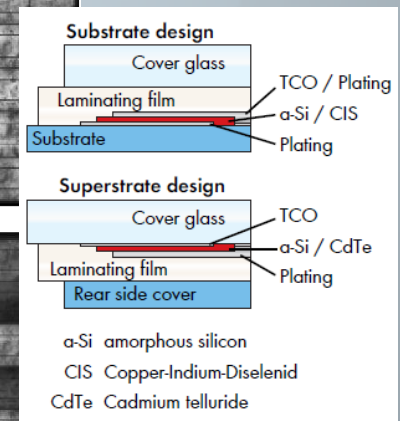 Substrate design
Cover glass
TCO / Plating
Laminating film
a-Si / CIS
Substrate
Plating
Superstrate design
Cover glass
TCO
a-Si / CdTe
Laminating film
Plating
Rear side cover
a-Si amorphous silicon
CIS Copper-Indium-Diselenid
CdTe Cadmium telluride